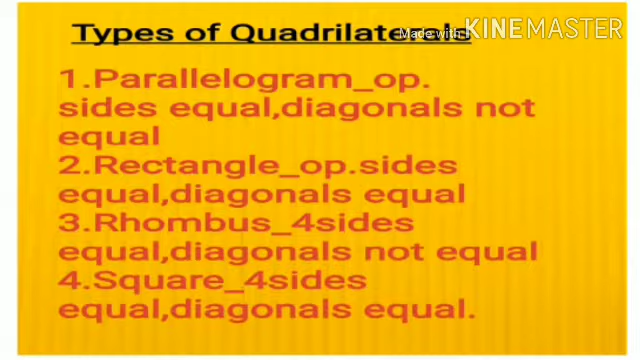 Types of Quadrilaterels
Made with KINEMASTER
1.Parallelogram_op.
sides equal,diagonals not
equal
2.Rectangle_op.sides
equal,diagonals equal
3.Rhombus_4sides
equal,diagonals not equal
4.Square_4sides
equal,diagonals equal.